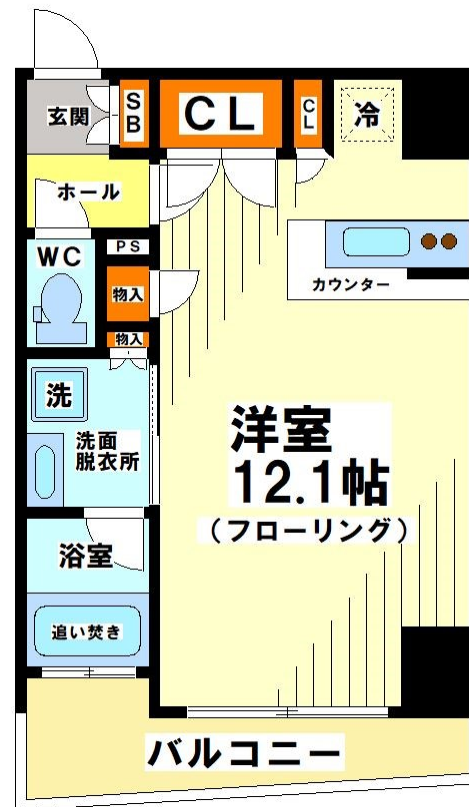 玄関
SB
CL
CL
冷
ホール
WC
PS
カウンター
物入
物入
洗
洗面
脱衣所
洋室
12.1帖
（フローリング）
浴室
追い焚き
バルコニー